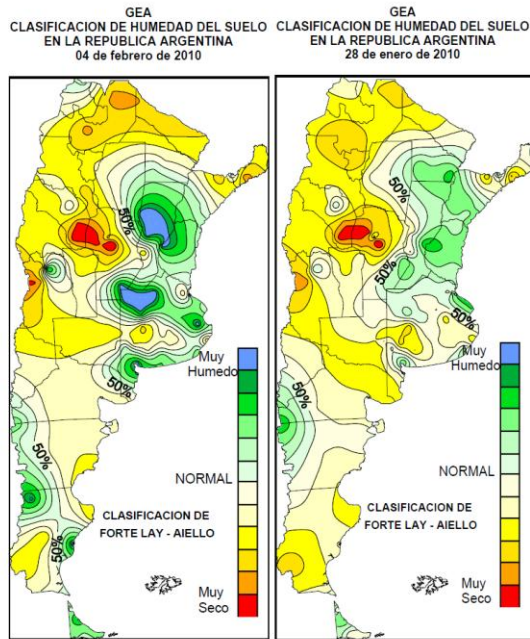 GEA
CLASIFICACION DE HUMEDAD DEL SUELO
EN LA REPUBLICA ARGENTINA
04 de febrero de 2010
50%
50%
50%
50%
50%
Muy
Humedo
NORMAL
CLASIFICACION DE
FORTE LAY - AIELLO
Muy
Seco
GEA
CLASIFICACION DE HUMEDAD DEL SUELO
EN LA REPUBLICA ARGENTINA
28 de enero de 2010
50%
50%
50%
50%
Muy
Humedo
NORMAL
CLASIFICACION DE
FORTE LAY - AIELLO
Muy
Seco